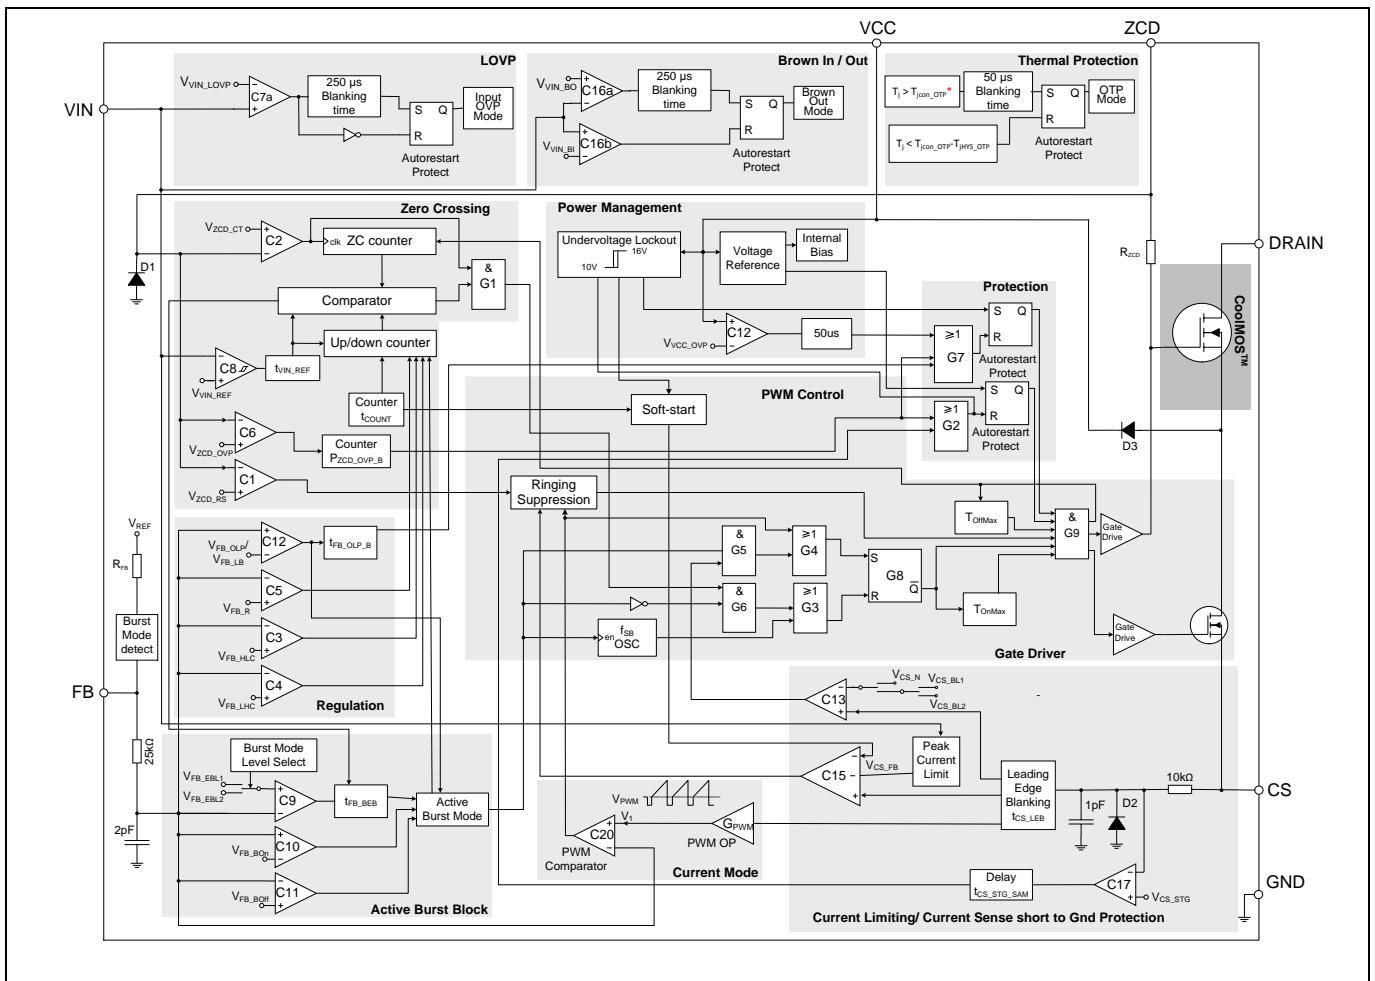 VCC
ZCD
LOVP
Brown In / Out
Thermal Protection
VIN
V_VIN_LOVP
C7a
250 µs
Blanking
time
S Q
R
Input
OVP
Mode
Autorestart
Protect
V_VIN_BO
C16a
C16b
V_VIN_BI
250 µs
Blanking
time
S Q
R
Brown
Out
Mode
Autorestart
Protect
T_j > T_jcon_OTP*
50 µs
Blanking
time
S Q
R
OTP
Mode
T_j < T_jcon_OTP-T_jHYS_OTP
Autorestart
Protect
Zero Crossing
V_ZCD_CT
C2
clk ZC counter
&
G1
D1
Comparator
Up/down counter
C8
V_VIN_REF
t_VIN_REF
Counter
t_COUNT
C6
V_ZCD_OVP
Counter
P_ZCD_OVP_B
C1
V_ZCD_RS
Power Management
Undervoltage Lockout
16V
10V
Voltage
Reference
Internal
Bias
C12
V_VCC_OVP
50us
Protection
≥1
G7
S Q
R
Autorestart
Protect
≥1
G2
S Q
R
Autorestart
Protect
DRAIN
R_ZCD
CoolMOS™
D3
PWM Control
Soft-start
Ringing
Suppression
&
G5
≥1
G4
&
G6
≥1
G3
S
R
G8
Q
f_SB
OSC
en
T_OffMax
T_OnMax
&
G9
Gate
Drive
Gate
Drive
Gate Driver
V_REF
R_FB
Burst
Mode
detect
FB
25kΩ
2pF
C12
V_FB_OLP/
V_FB_LB
t_FB_OLP_B
C5
V_FB_R
C3
V_FB_HLC
C4
V_FB_LHC
Regulation
Burst Mode
Level Select
V_FB_EBL1
V_FB_EBL2
C9
t_FB_BEB
Active
Burst Mode
C10
V_FB_BOn
C11
V_FB_BOff
Active Burst Block
V_PWM
V_1
C20
PWM
Comparator
G_PWM
PWM OP
Current Mode
C13
V_CS_N
V_CS_BL1
V_CS_BL2
-
C15
V_CS_FB
Peak
Current
Limit
Leading
Edge
Blanking
t_CS_LEB
1pF
D2
10kΩ
CS
Delay
t_CS_STG_SAM
C17
V_CS_STG
GND
Current Limiting/ Current Sense short to Gnd Protection